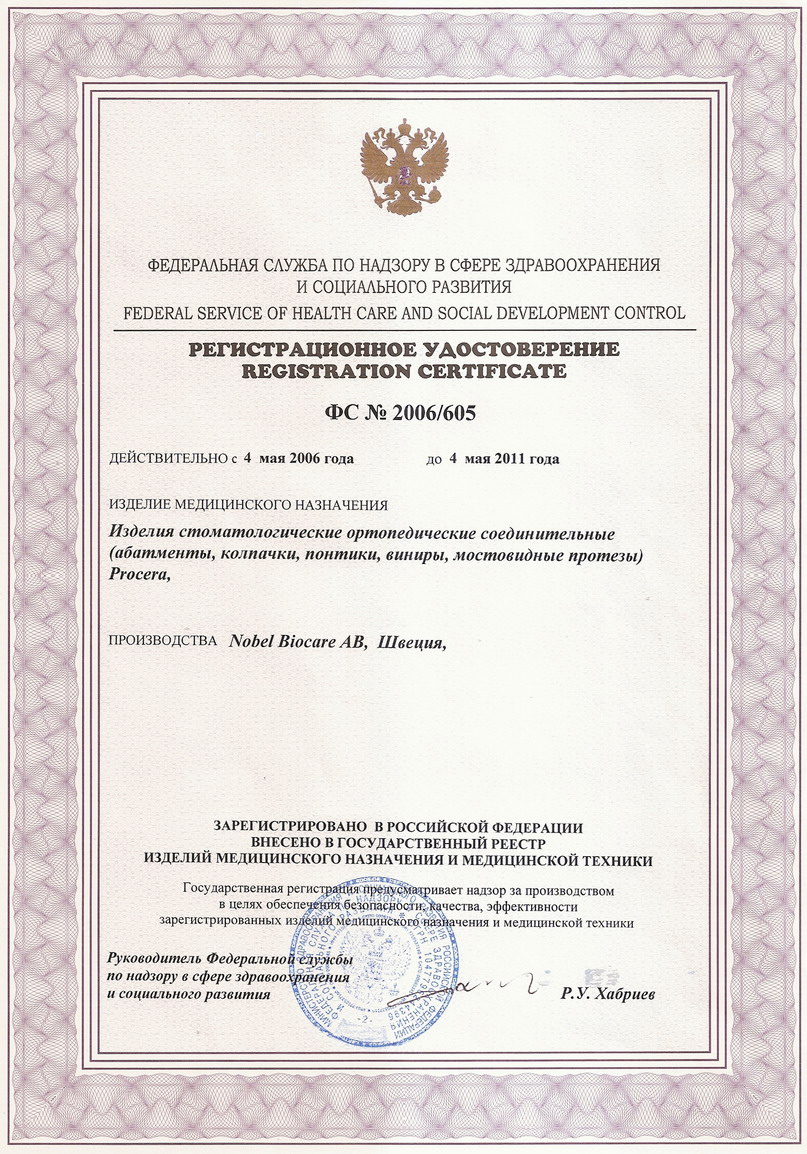 ФЕДЕРАЛЬНАЯ СЛУЖБА ПО НАДЗОРУ В СФЕРЕ ЗДРАВООХРАНЕНИЯ
И СОЦИАЛЬНОГО РАЗВИТИЯ
FEDERAL SERVICE OF HEALTH CARE AND SOCIAL DEVELOPMENT CONTROL
РЕГИСТРАЦИОННОЕ УДОСТОВЕРЕНИЕ
REGISTRATION CERTIFICATE
ФС № 2006/605
ДЕЙСТВИТЕЛЬНО с 4 мая 2006 года до 4 мая 2011 года
ИЗДЕЛИЕ МЕДИЦИНСКОГО НАЗНАЧЕНИЯ
Изделия стоматологические ортопедические соединительные
(абатменты, колпачки, понтики, виниры, мостовидные протезы)
Procera,
ПРОИЗВОДСТВА Nobel Biocare AB, Швеция,
ЗАРЕГИСТРИРОВАНО В РОССИЙСКОЙ ФЕДЕРАЦИИ
ВНЕСЕНО В ГОСУДАРСТВЕННЫЙ РЕЕСТР
ИЗДЕЛИЙ МЕДИЦИНСКОГО НАЗНАЧЕНИЯ И МЕДИЦИНСКОЙ ТЕХНИКИ
Государственная регистрация предусматривает надзор за производством
в целях обеспечения безопасности, качества, эффективности
зарегистрированных изделий медицинского назначения и медицинской техники
Руководитель Федеральной службы
по надзору в сфере здравоохранения
и социального развития
Р.У. Хабриев